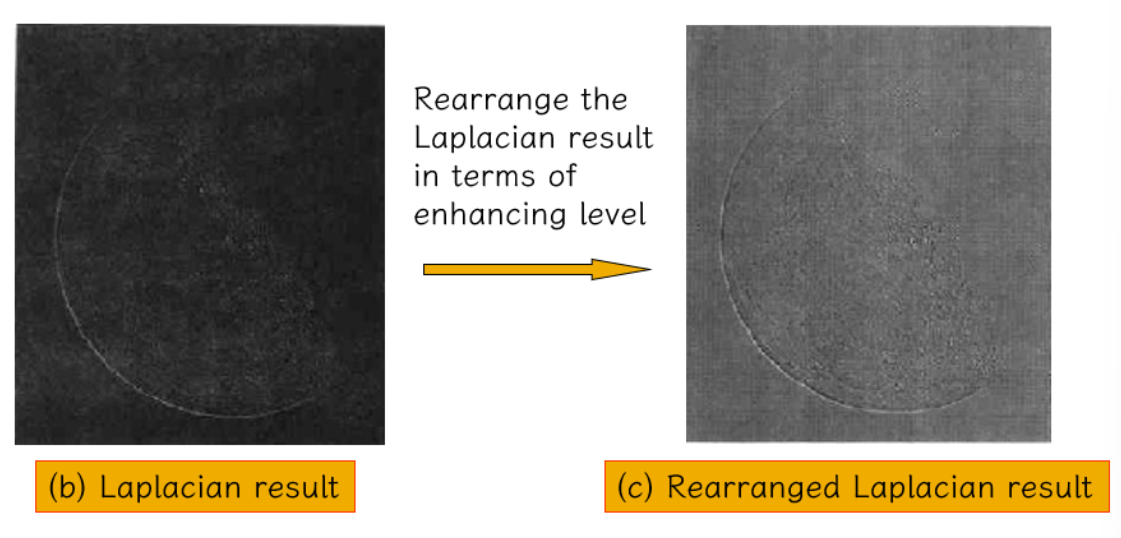 Rearrange the
Laplacian result
in terms of
enhancing level
(b) Laplacian result
(c) Rearranged Laplacian result